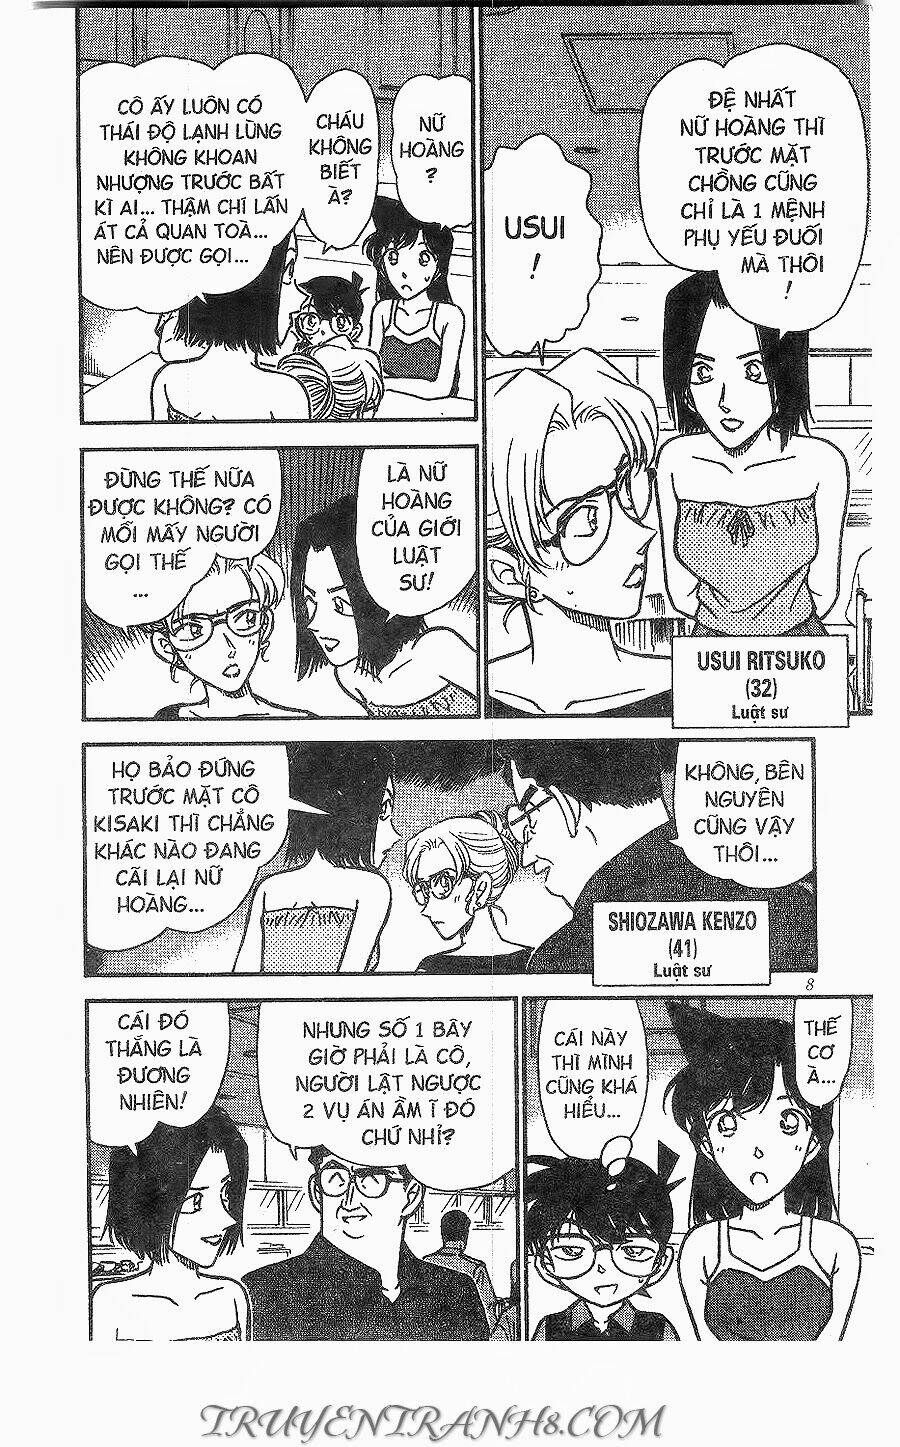 ĐỆ NHẤT
NỮ HOÀNG THÌ
TRƯỚC MẶT
CHỒNG CŨNG
CHỈ LÀ 1 MỆNH
PHỤ YẾU ĐUỐI
MÀ THÔI
!
USUI
!
USUI RITSUKO
(32)
Luật sư
NỮ
HOÀNG
?
CHÁU
KHÔNG
BIẾT
À?
CÔ ẤY LUÔN CÓ
THÁI ĐỘ LẠNH LÙNG
KHÔNG KHOAN
NHƯỢNG TRƯỚC BẤT
KÌ AI... THẬM CHÍ LẤN
ÁT CẢ QUAN TOÀ...
NÊN ĐƯỢC GỌI...
LÀ NỮ
HOÀNG
CỦA GIỚI
LUẬT
SƯ!
ĐỪNG THẾ NỮA
ĐƯỢC KHÔNG? CÓ
MỖI MẤY NGƯỜI
GỌI THẾ
...
KHÔNG, BÊN
NGUYÊN
CŨNG VẬY
THÔI...
SHIOZAWA KENZO
(41)
Luật sư
HỌ BẢO ĐỨNG
TRƯỚC MẶT CÔ
KISAKI THÌ CHẲNG
KHÁC NÀO ĐANG
CÃI LẠI NỮ
HOÀNG...
8
THẾ
CƠ
À...
CÁI NÀY
THÌ MÌNH
CŨNG KHÁ
HIỂU...
NHƯNG SỐ 1 BÂY
GIỜ PHẢI LÀ CÔ,
NGƯỜI LẬT NGƯỢC
2 VỤ ÁN ẦM Ĩ ĐÓ
CHỨ NHỈ?
CÁI ĐÓ
THẮNG LÀ
ĐƯƠNG
NHIÊN!
TRUYENTRANH8.COM